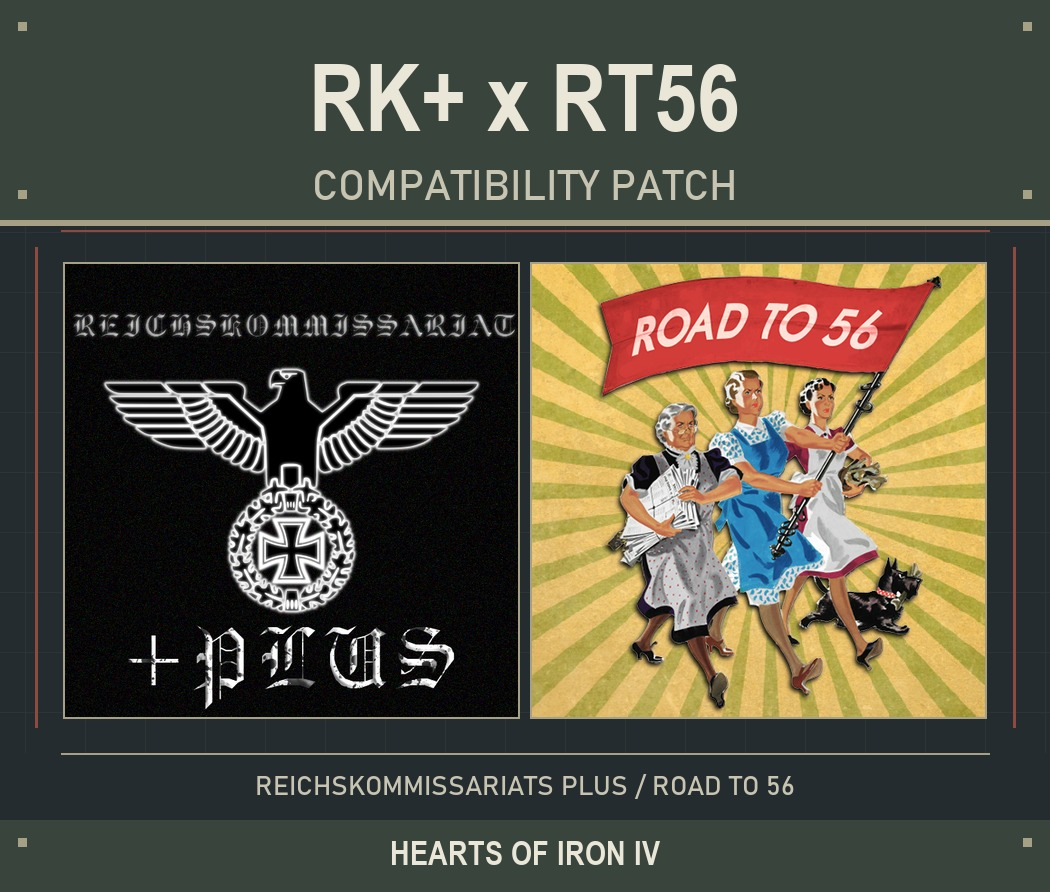 RK+ x RT56
COMPATIBILITY PATCH
REICHSKOMMISSARIAT
+PLUS
ROAD TO 56
REICHSKOMMISSARIATS PLUS / ROAD TO 56
HEARTS OF IRON IV